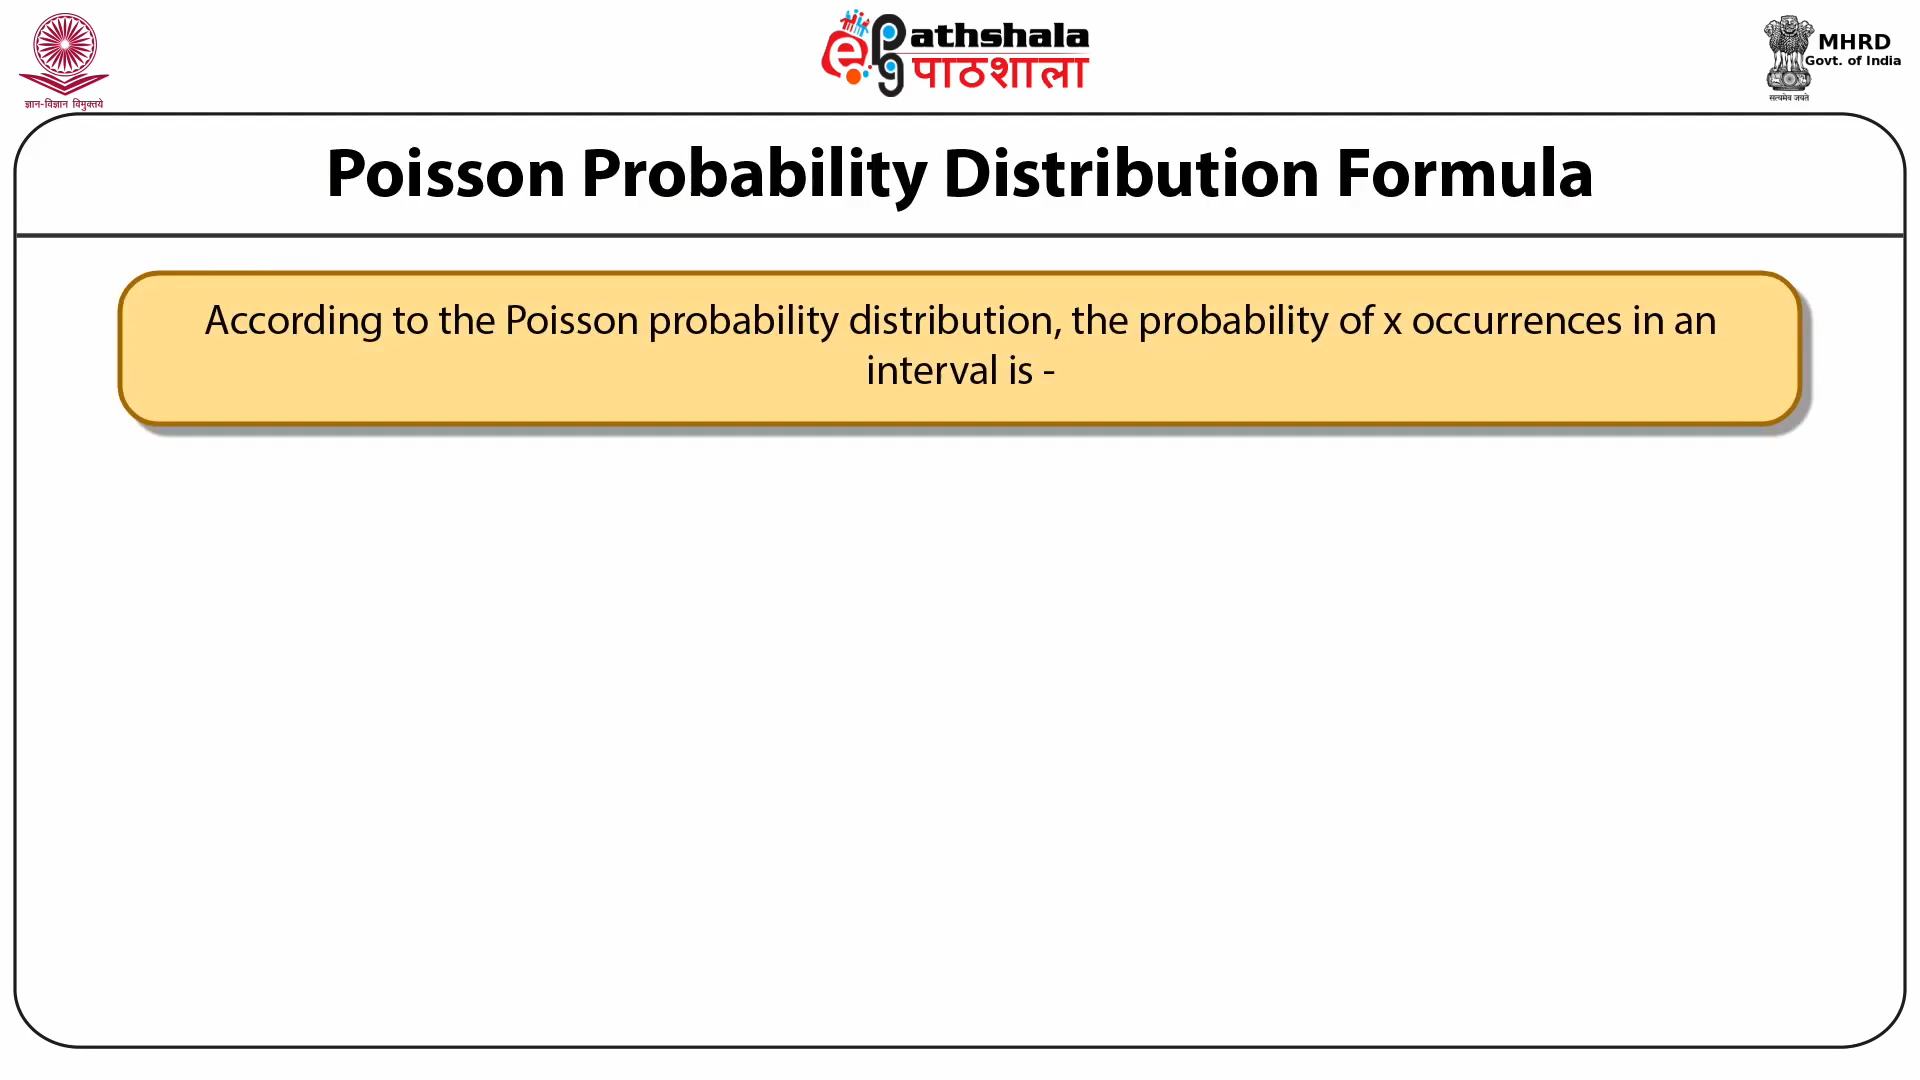 ज्ञान-विज्ञान विमुक्तये
ePG athshala
पाठशाला
MHRD
Govt. of India
सत्यमेव जयते
Poisson Probability Distribution Formula
According to the Poisson probability distribution, the probability of x occurrences in an
interval is -